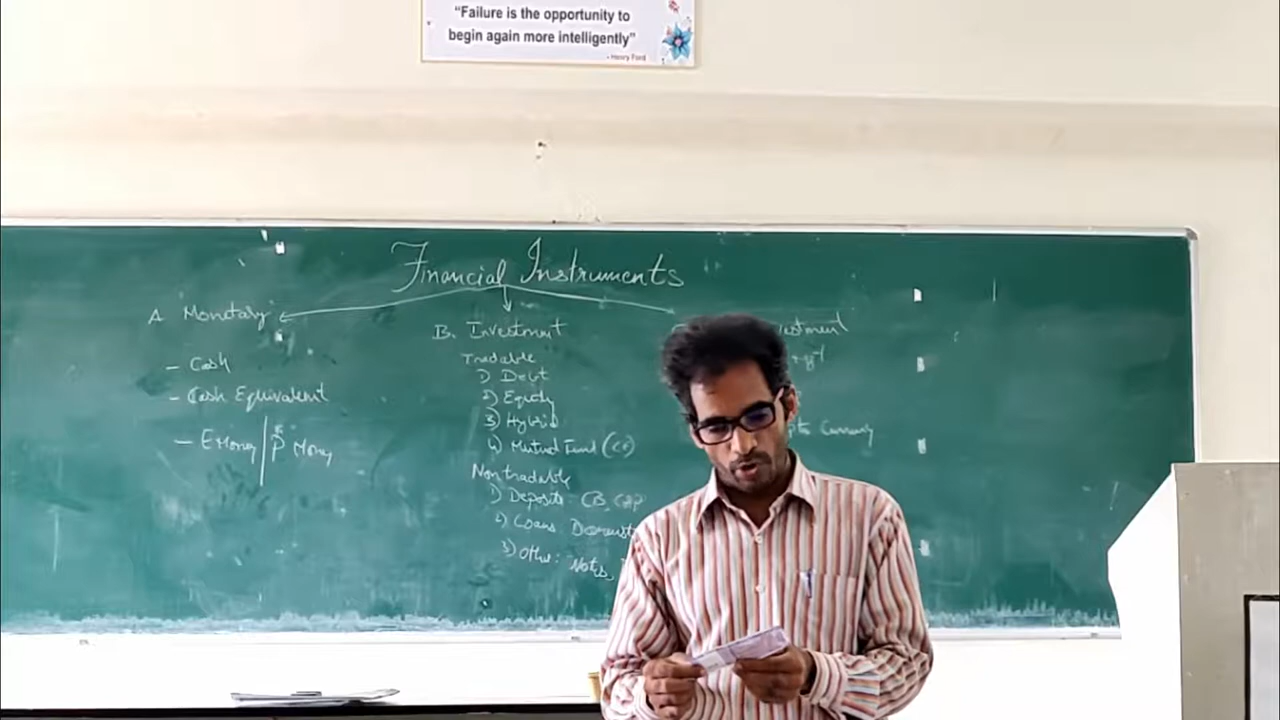 “Failure is the opportunity to
begin again more intelligently”
- Henry Ford
Financial Instruments
A Monetary
- Cash
- Cash Equivalent
- E Money | P Money
B. Investment
Tradable
1) Debt
2) Equity
3) Hybrid
4) Mutual Fund
Non tradable
1) Deposits: CB,
2) Loans
3) Other: Notes,
estment
Currency